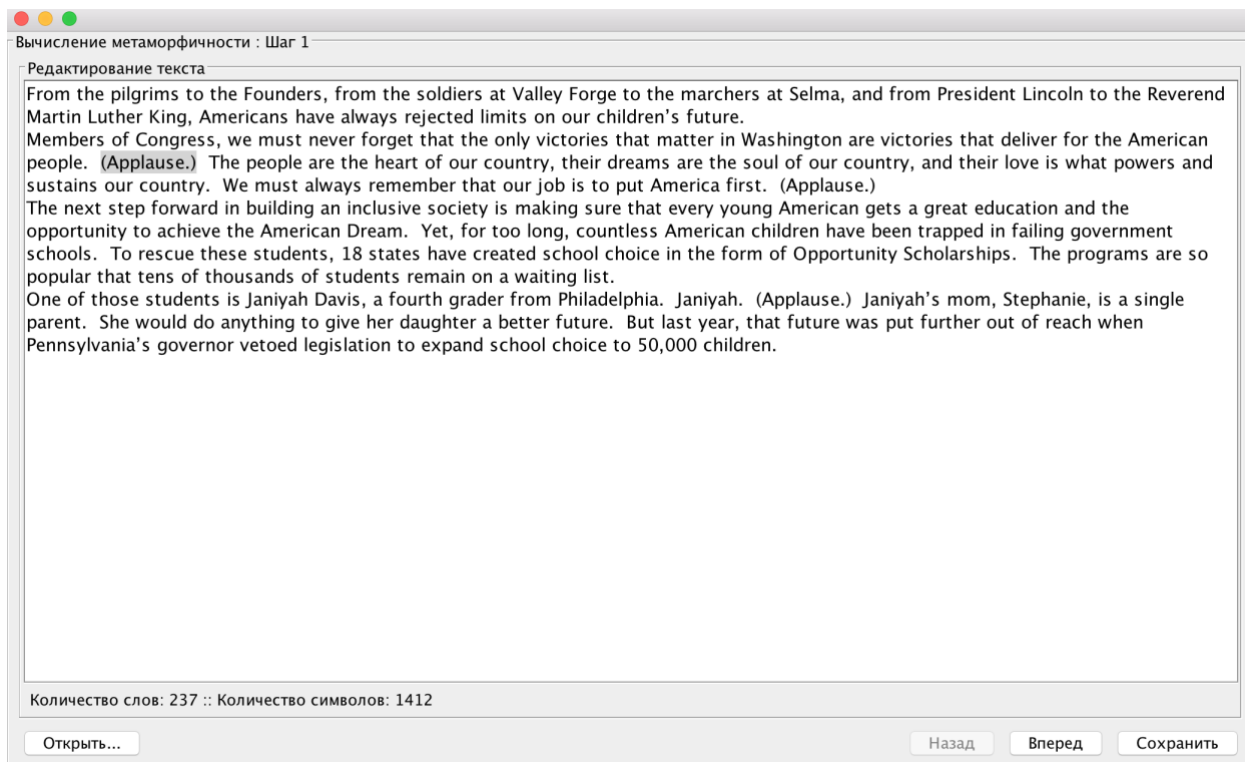 Вычисление метаморфичности : Шаг 1
Редактирование текста
From the pilgrims to the Founders, from the soldiers at Valley Forge to the marchers at Selma, and from President Lincoln to the Reverend
Martin Luther King, Americans have always rejected limits on our children's future.
Members of Congress, we must never forget that the only victories that matter in Washington are victories that deliver for the American
people.  (Applause.)  The people are the heart of our country, their dreams are the soul of our country, and their love is what powers and
sustains our country.  We must always remember that our job is to put America first.  (Applause.)
The next step forward in building an inclusive society is making sure that every young American gets a great education and the
opportunity to achieve the American Dream.  Yet, for too long, countless American children have been trapped in failing government
schools.  To rescue these students, 18 states have created school choice in the form of Opportunity Scholarships.  The programs are so
popular that tens of thousands of students remain on a waiting list.
One of those students is Janiyah Davis, a fourth grader from Philadelphia.  Janiyah.  (Applause.)  Janiyah's mom, Stephanie, is a single
parent.  She would do anything to give her daughter a better future.  But last year, that future was put further out of reach when
Pennsylvania's governor vetoed legislation to expand school choice to 50,000 children.
Количество слов: 237 :: Количество символов: 1412
Открыть... Назад Вперед Сохранить